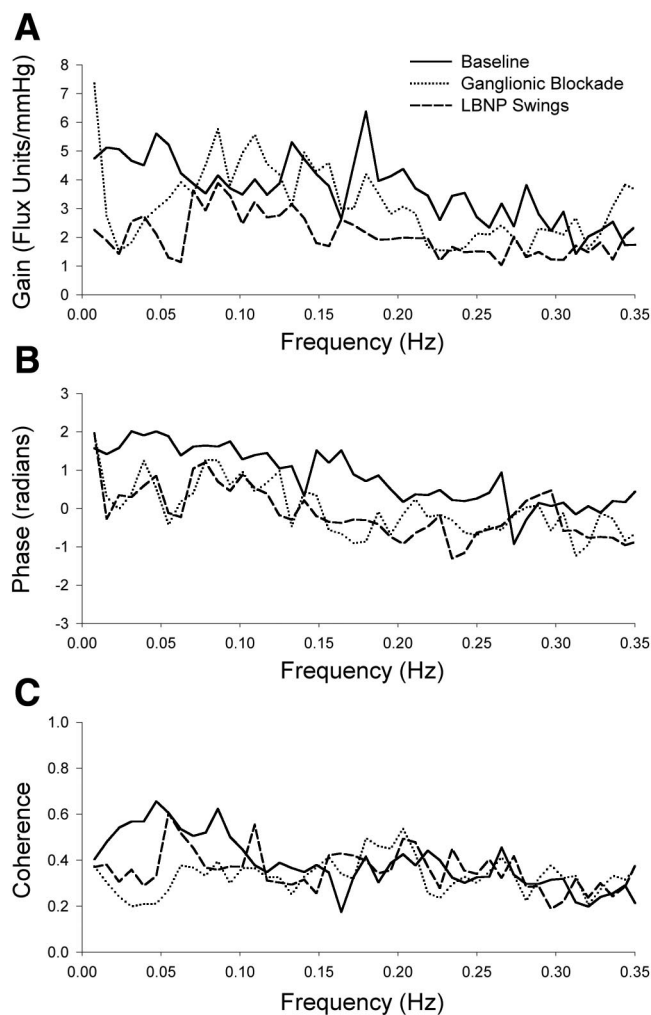 A
Baseline
Ganglionic Blockade
LBNP Swings
Gain (Flux Units/mmHg)
8
7
6
5
4
3
2
1
0
0.00 0.05 0.10 0.15 0.20 0.25 0.30 0.35
Frequency (Hz)
B
Phase (radians)
3
2
1
0
-1
-2
-3
0.00 0.05 0.10 0.15 0.20 0.25 0.30 0.35
Frequency (Hz)
C
Coherence
1.0
0.8
0.6
0.4
0.2
0.0
0.00 0.05 0.10 0.15 0.20 0.25 0.30 0.35
Frequency (Hz)